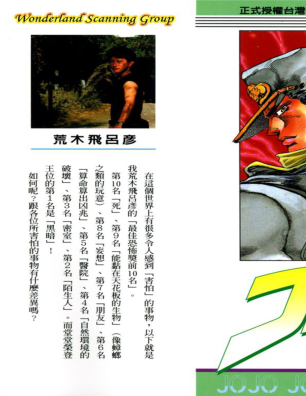 Wonderland Scanning Group
荒木飛呂彥
在這個世界上有很多令人感到「害怕」的事物，以下就是
我荒木飛呂彥的「最佳恐怖獎前10名」。
第10名「死」、第9名「能黏在天花板的生物」（像蟑螂
之類的玩意）、第8名「妄想」、第7名「朋友」、第6名
「算命算出凶兆」、第5名「醫院」、第4名「自然環境的
破壞」、第3名「密室」、第2名「陌生人」。而堂堂榮登
王位的第1名是「黑暗」！
如何呢？跟各位所害怕的事物有什麼差異嗎？
正式授權台灣
JOJO